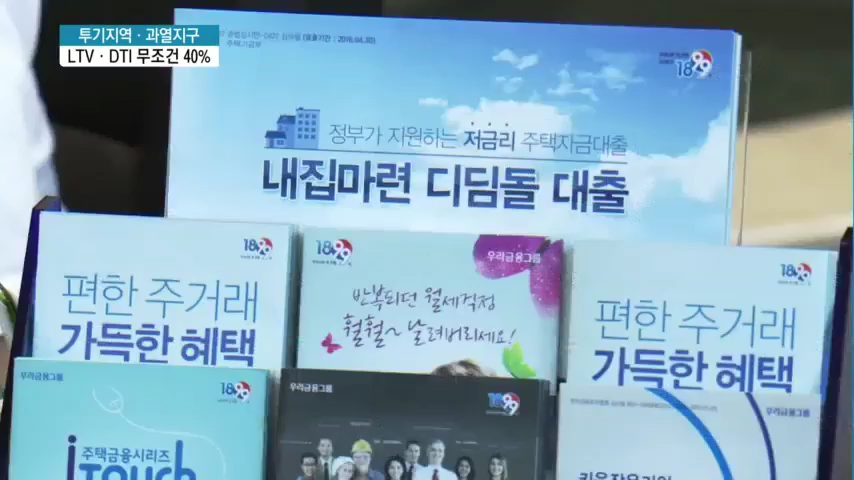 투기지역·과열지구
LTV·DTI 무조건 40%
1899
정부가 지원하는 저금리 주택자금대출
내집마련 디딤돌 대출
1899
편한 주거래
가득한 혜택
1899
우리금융그룹
반복되던 월세걱정
훨훨~ 날려버리세요!
1899
편한 주거래
가득한 혜택
우리금융그룹
1899
주택금융시리즈
iTouch
우리금융그룹
1899
우리금융그룹